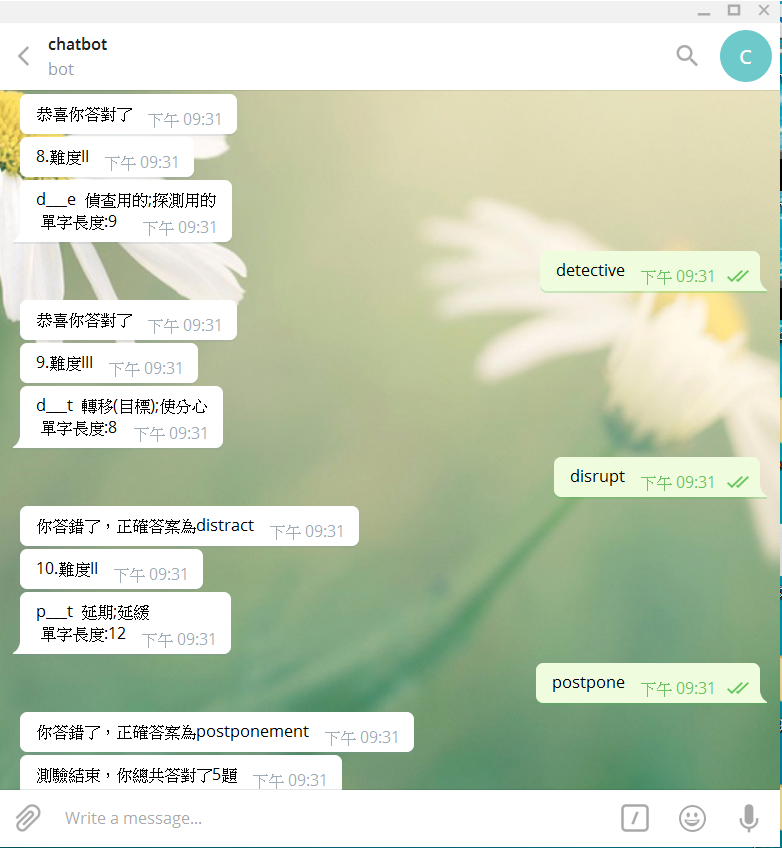 chatbot
bot
C
恭喜你答對了 下午 09:31
8.難度II 下午 09:31
d___e 偵查用的;探測用的
單字長度:9 下午 09:31
detective 下午 09:31
恭喜你答對了 下午 09:31
9.難度III 下午 09:31
d___t 轉移(目標);使分心
單字長度:8 下午 09:31
disrupt 下午 09:31
你答錯了，正確答案為distract 下午 09:31
10.難度II 下午 09:31
p___t 延期;延緩
單字長度:12 下午 09:31
postpone 下午 09:31
你答錯了，正確答案為postponement 下午 09:31
測驗結束，你總共答對了5題 下午 09:31
Write a message...